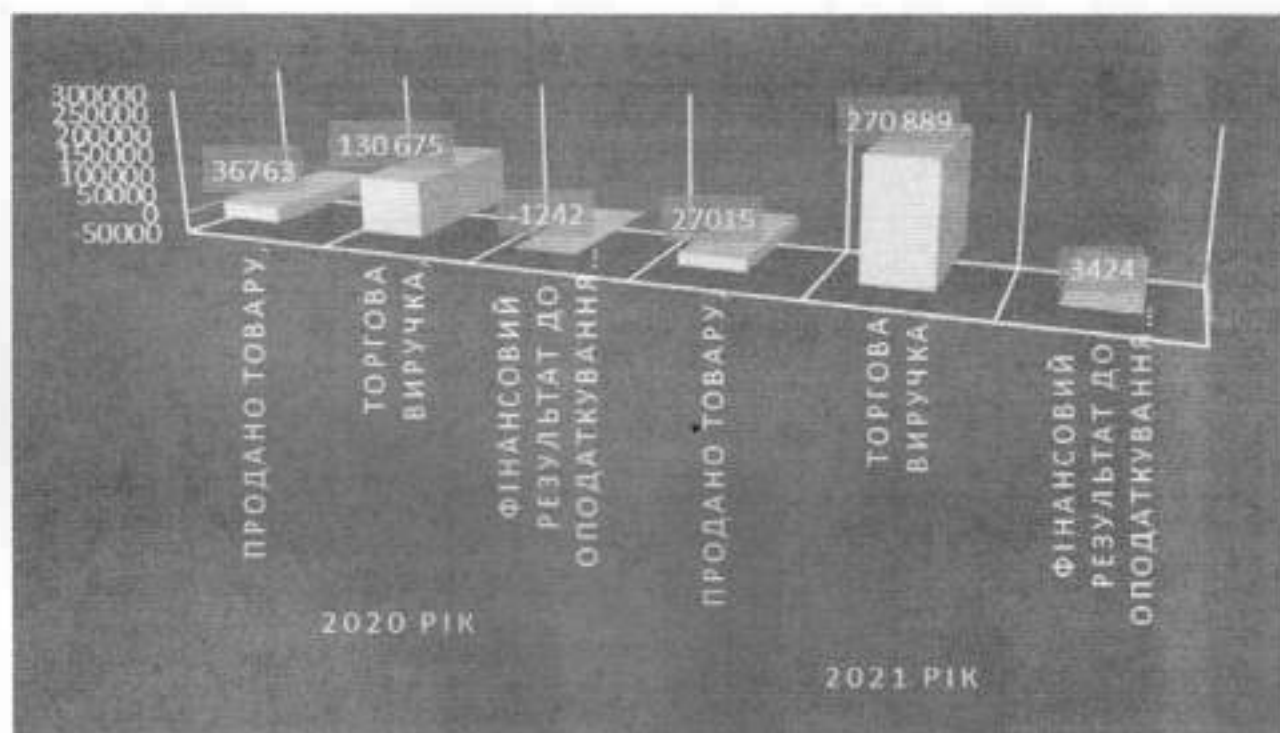 300000
250000
200000
150000
100000
50000
0
-50000
36763
130 675
-1242
27015
270 889
3424
ПРОДАНО ТОВАРУ,
ТОРГОВА
ВИРУЧКА,
ФІНАНСОВИЙ
РЕЗУЛЬТАТ ДО
ОПОДАТКУВАННЯ...
ПРОДАНО ТОВАРУ,
ТОРГОВА
ВИРУЧКА
ФІНАНСОВИЙ
РЕЗУЛЬТАТ ДО
ОПОДАТКУВАННЯ...
2020 РІК
2021 РІК